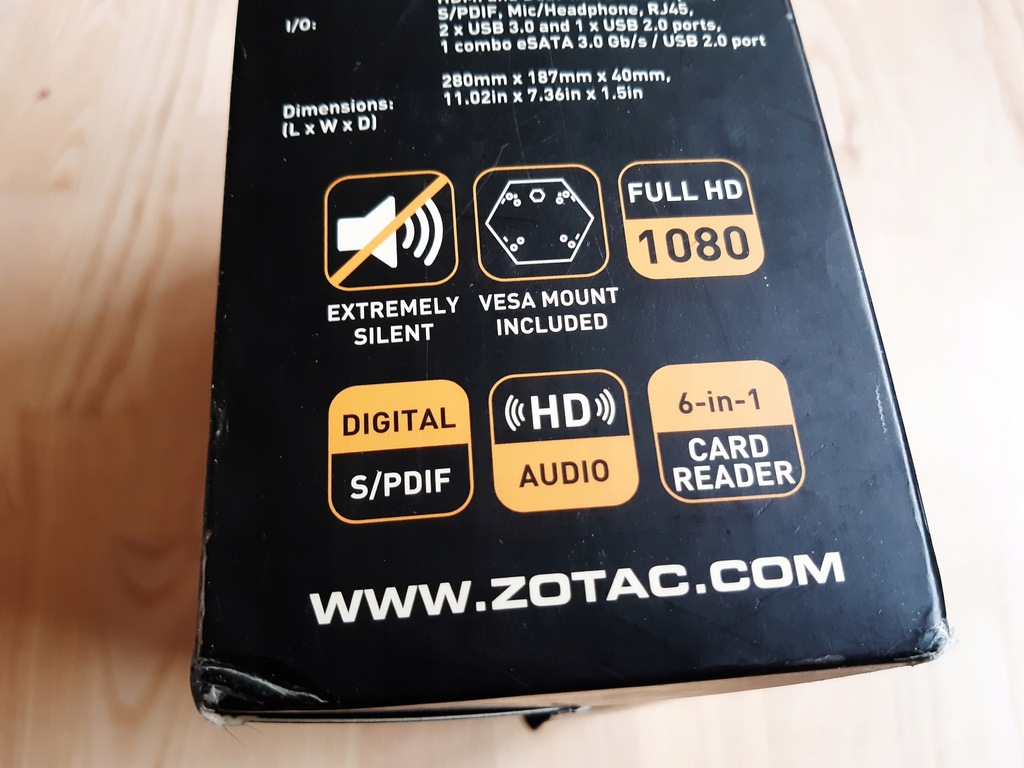 I/O:
S/PDIF, Mic/Headphone, RJ45,
2 x USB 3.0 and 1 x USB 2.0 ports,
1 combo eSATA 3.0 Gb/s / USB 2.0 port
Dimensions:
(L x W x D)
280mm x 187mm x 40mm,
11.02in x 7.36in x 1.5in
EXTREMELY
SILENT
VESA MOUNT
INCLUDED
FULL HD
1080
DIGITAL
S/PDIF
HD
AUDIO
6-in-1
CARD
READER
WWW.ZOTAC.COM